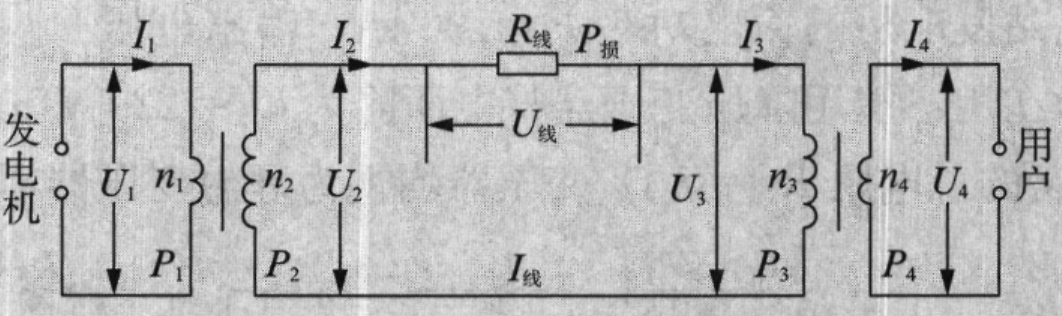 I₁ I₂ R线 P损 I₃ I₄
发电机 U₁ n₁ n₂ U₂ U线 U₃ n₃ n₄ U₄ 用户
P₁ P₂ I线 P₃ P₄